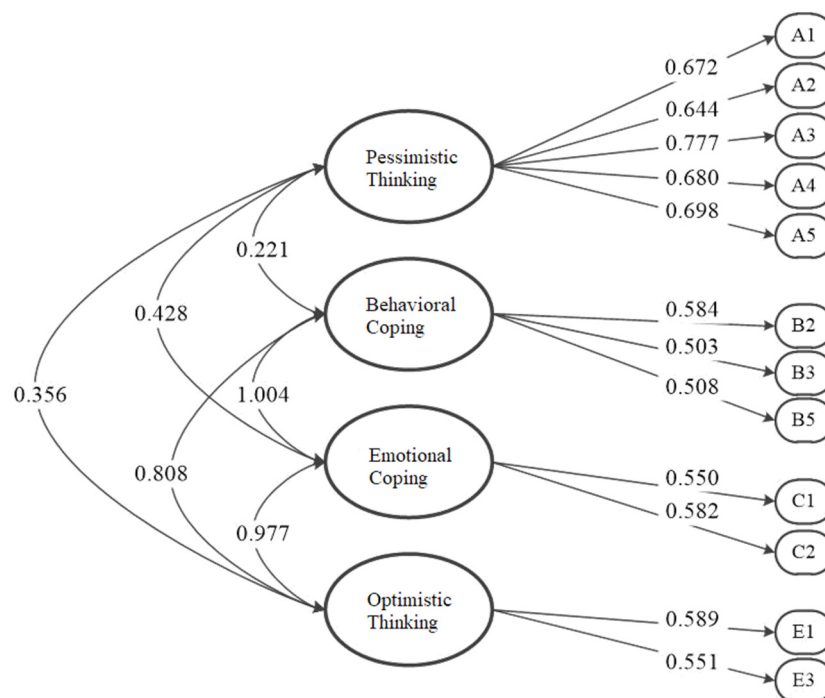 A1
0.672
A2
0.644
A3
Pessimistic
Thinking
0.777
0.680
A4
0.698
A5
0.221
Behavioral
Coping
0.584
B2
0.428
0.503
B3
0.356
1.004
0.508
B5
Emotional
Coping
0.808
0.550
C1
0.582
0.977
C2
Optimistic
Thinking
0.589
E1
0.551
E3